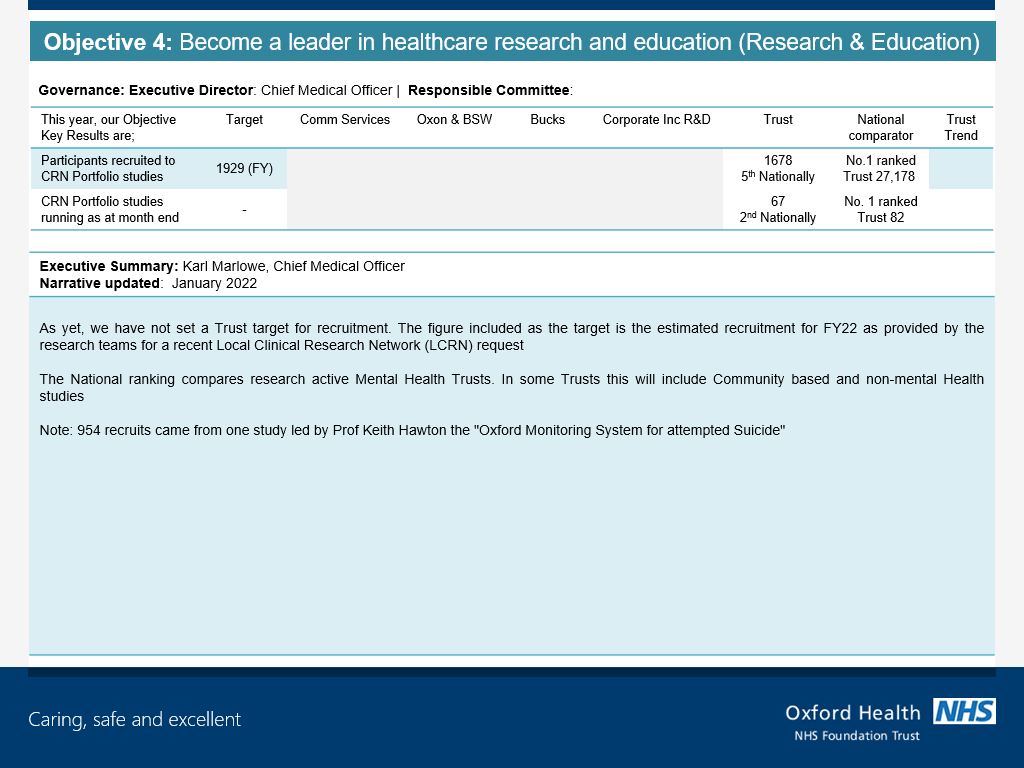 Objective 4: Become a leader in healthcare research and education (Research & Education)
Governance: Executive Director: Chief Medical Officer | Responsible Committee:
This year, our Objective Key Results are; Target Comm Services Oxon & BSW Bucks Corporate Inc R&D Trust National comparator Trust Trend
Participants recruited to CRN Portfolio studies 1929 (FY) 1678 5th Nationally No.1 ranked Trust 27,178
CRN Portfolio studies running as at month end - 67 2nd Nationally No. 1 ranked Trust 82
Executive Summary: Karl Marlowe, Chief Medical Officer
Narrative updated: January 2022
As yet, we have not set a Trust target for recruitment. The figure included as the target is the estimated recruitment for FY22 as provided by the
research teams for a recent Local Clinical Research Network (LCRN) request
The National ranking compares research active Mental Health Trusts. In some Trusts this will include Community based and non-mental Health
studies
Note: 954 recruits came from one study led by Prof Keith Hawton the "Oxford Monitoring System for attempted Suicide"
Caring, safe and excellent
Oxford Health NHS
NHS Foundation Trust